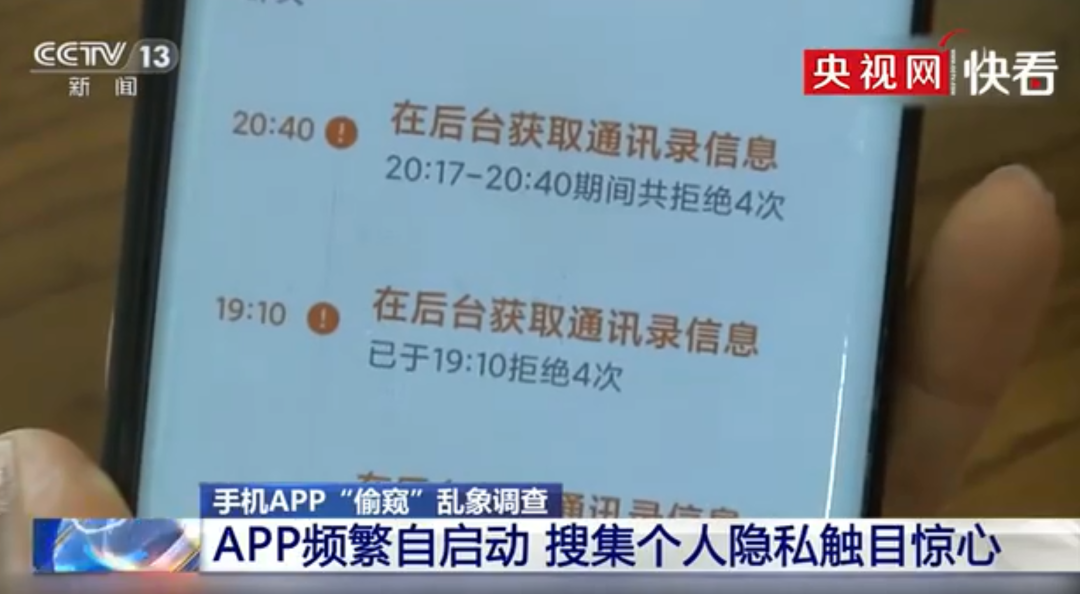 CCTV 13
新闻
央视网 快看
20:40 ! 在后台获取通讯录信息
20:17-20:40期间共拒绝4次
19:10 ! 在后台获取通讯录信息
已于19:10拒绝4次
手机APP“偷窥”乱象调查
APP频繁自启动 搜集个人隐私触目惊心